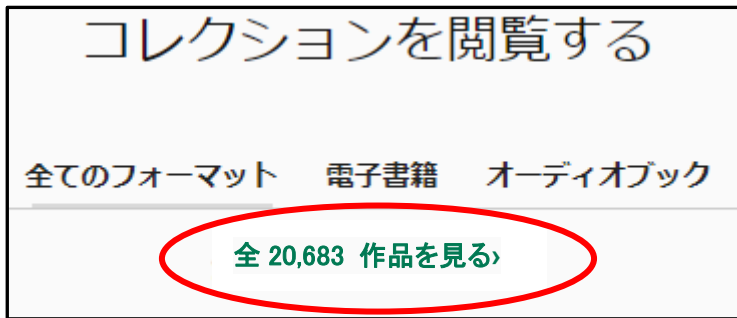 コレクションを閲覧する
全てのフォーマット 電子書籍 オーディオブック
全 20,683 作品を見る›